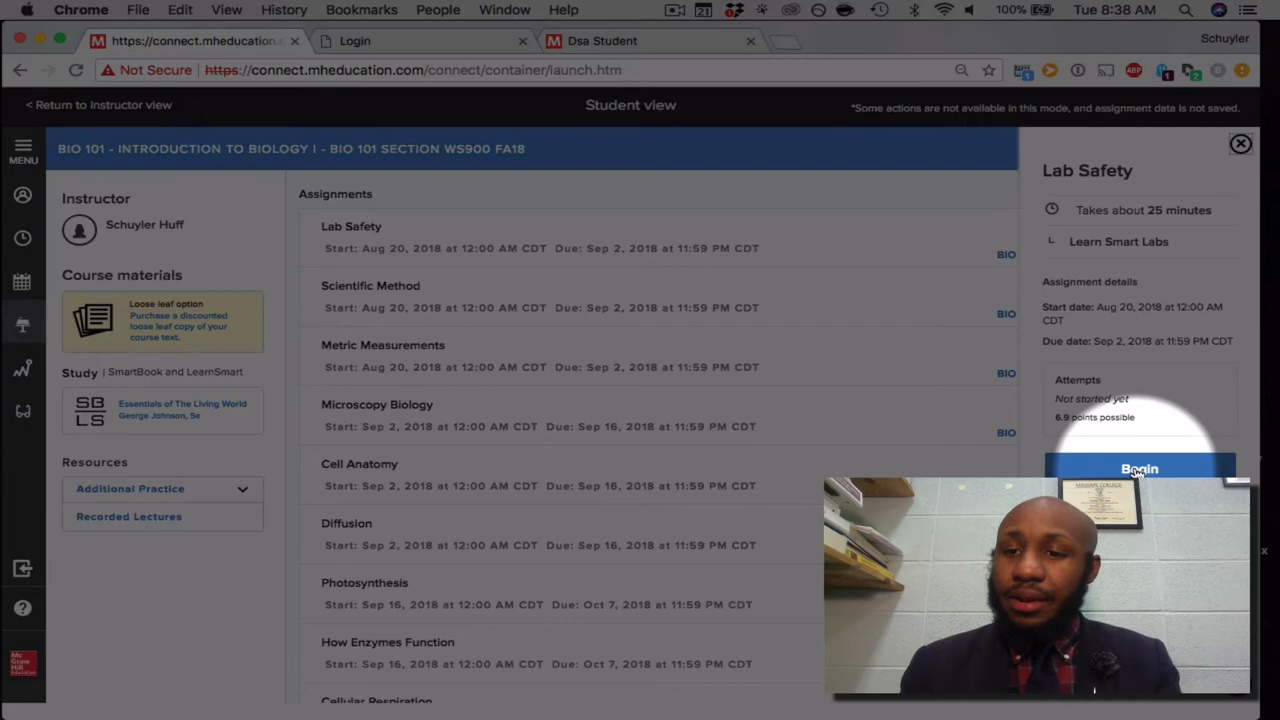 Chrome File Edit View History Bookmarks People Window Help
21
100%
Tue 8:38 AM
https://connect.mheducation.
Login
Dsa Student
Schuyler
Not Secure
https://connect.mheducation.com/connect/container/launch.htm
< Return to instructor view
Student view
*Some actions are not available in this mode, and assignment data is not saved.
MENU
BIO 101 - INTRODUCTION TO BIOLOGY I - BIO 101 SECTION WS900 FA18
Instructor
Schuyler Huff
Course materials
Loose leaf option
Purchase a discounted
loose leaf copy of your
course text.
Study | SmartBook and LearnSmart
SB
LS
Essentials of The Living World
George Johnson, 5e
Resources
Additional Practice
Recorded Lectures
Mc
Graw
Hill
Education
Assignments
Lab Safety
Start: Aug 20, 2018 at 12:00 AM CDT Due: Sep 2, 2018 at 11:59 PM CDT
BIO
Scientific Method
Start: Aug 20, 2018 at 12:00 AM CDT Due: Sep 2, 2018 at 11:59 PM CDT
BIO
Metric Measurements
Start: Aug 20, 2018 at 12:00 AM CDT Due: Sep 2, 2018 at 11:59 PM CDT
BIO
Microscopy Biology
Start: Sep 2, 2018 at 12:00 AM CDT Due: Sep 16, 2018 at 11:59 PM CDT
BIO
Cell Anatomy
Start: Sep 2, 2018 at 12:00 AM CDT Due: Sep 16, 2018 at 11:59 PM CDT
Diffusion
Start: Sep 2, 2018 at 12:00 AM CDT Due: Sep 16, 2018 at 11:59 PM CDT
Photosynthesis
Start: Sep 16, 2018 at 12:00 AM CDT Due: Oct 7, 2018 at 11:59 PM CDT
How Enzymes Function
Start: Sep 16, 2018 at 12:00 AM CDT Due: Oct 7, 2018 at 11:59 PM CDT
Cellular Respiration
Lab Safety
Takes about 25 minutes
Learn Smart Labs
Assignment details
Start date: Aug 20, 2018 at 12:00 AM
CDT
Due date: Sep 2, 2018 at 11:59 PM CDT
Attempts
Not started yet
6.9 points possible
Begin